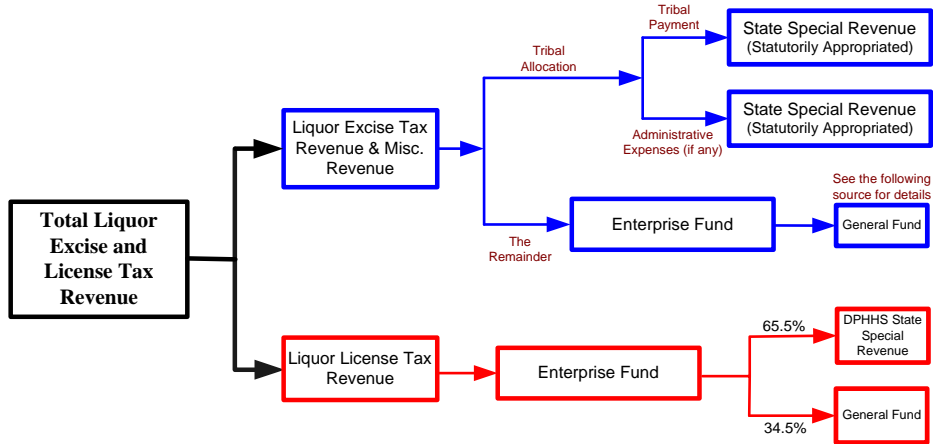 Total Liquor
Excise and
License Tax
Revenue
Liquor Excise Tax
Revenue & Misc.
Revenue
Tribal
Allocation
Tribal
Payment
State Special Revenue
(Statutorily Appropriated)
State Special Revenue
(Statutorily Appropriated)
Administrative
Expenses (if any)
The
Remainder
Enterprise Fund
See the following
source for details
General Fund
Liquor License Tax
Revenue
Enterprise Fund
65.5%
DPHHS State
Special
Revenue
34.5%
General Fund